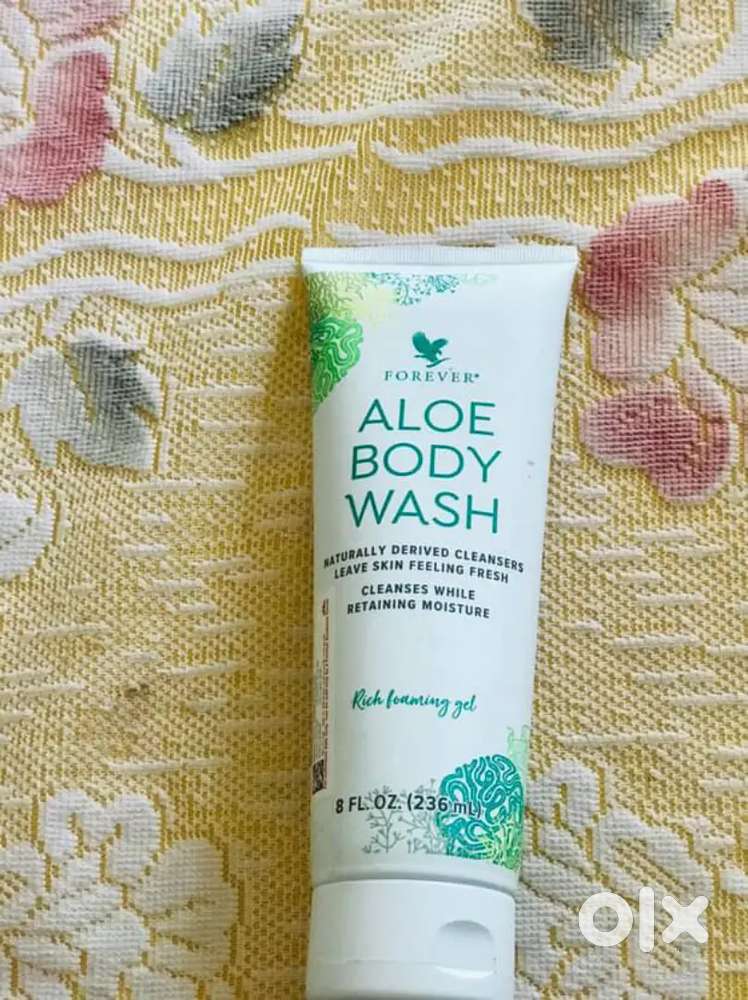 FOREVER®
ALOE
BODY
WASH
NATURALLY DERIVED CLEANSERS
LEAVE SKIN FEELING FRESH
CLEANSES WHILE
RETAINING MOISTURE
Rich foaming gel
8 FL. OZ. (236 mL)
olx